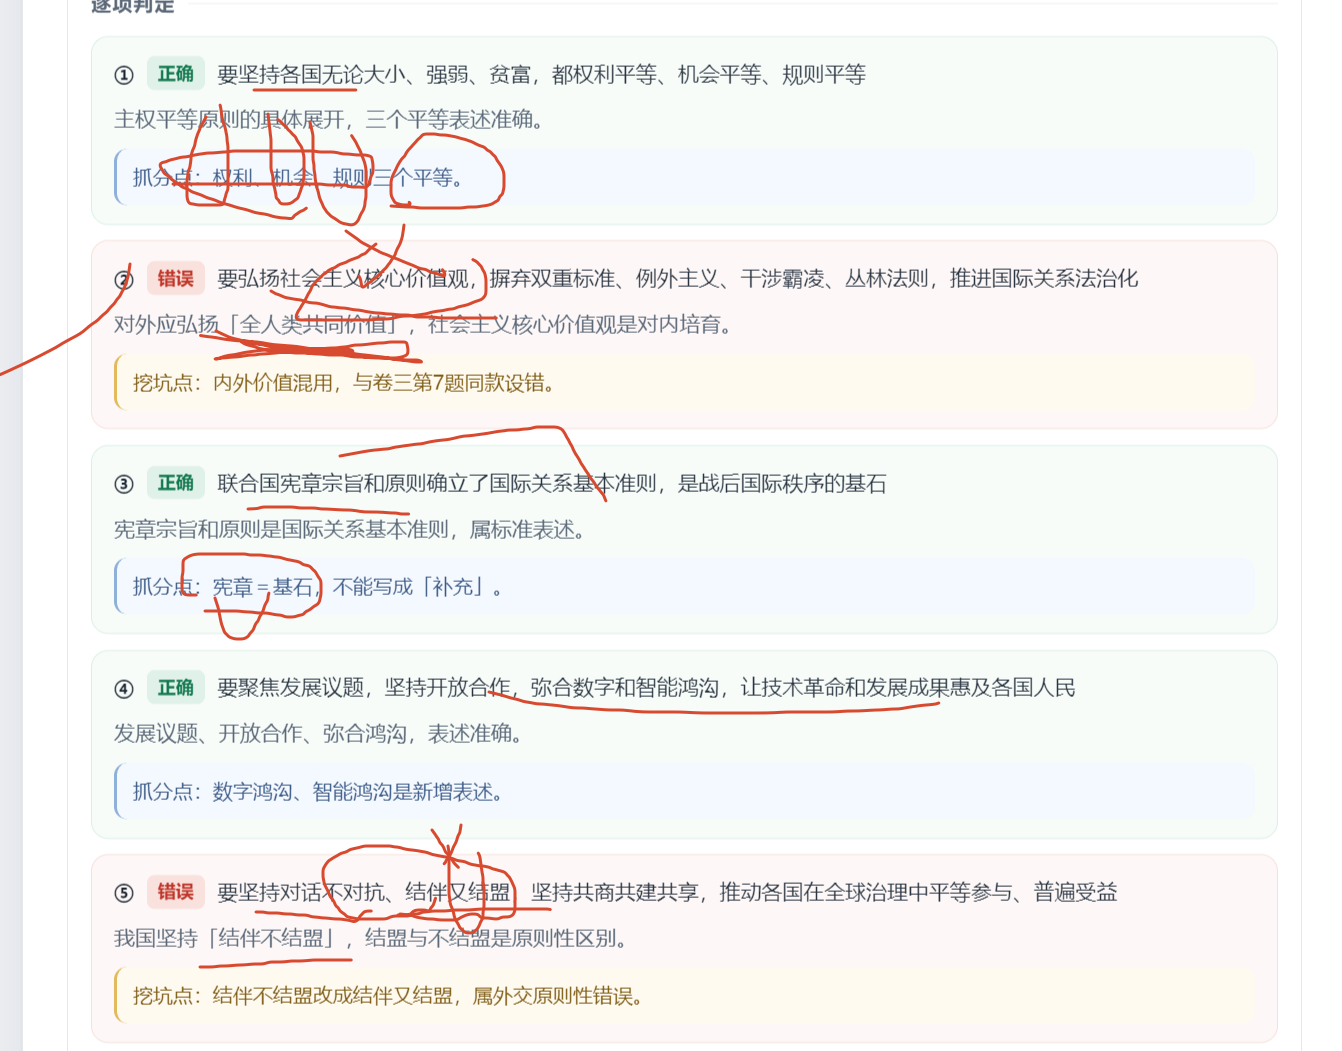 逐项判定
① 正确 要坚持各国无论大小、强弱、贫富，都权利平等、机会平等、规则平等
主权平等原则的具体展开，三个平等表述准确。
抓分点：权利、机会、规则三个平等。
② 错误 要弘扬社会主义核心价值观，摒弃双重标准、例外主义、干涉霸凌、丛林法则，推进国际关系法治化
对外应弘扬「全人类共同价值」，社会主义核心价值观是对内培育。
挖坑点：内外价值混用，与卷三第7题同款设错。
③ 正确 联合国宪章宗旨和原则确立了国际关系基本准则，是战后国际秩序的基石
宪章宗旨和原则是国际关系基本准则，属标准表述。
抓分点：宪章＝基石，不能写成「补充」。
④ 正确 要聚焦发展议题，坚持开放合作，弥合数字和智能鸿沟，让技术革命和发展成果惠及各国人民
发展议题、开放合作、弥合鸿沟，表述准确。
抓分点：数字鸿沟、智能鸿沟是新增表述。
⑤ 错误 要坚持对话不对抗、结伴又结盟，坚持共商共建共享，推动各国在全球治理中平等参与、普遍受益
我国坚持「结伴不结盟」，结盟与不结盟是原则性区别。
挖坑点：结伴不结盟改成结伴又结盟，属外交原则性错误。